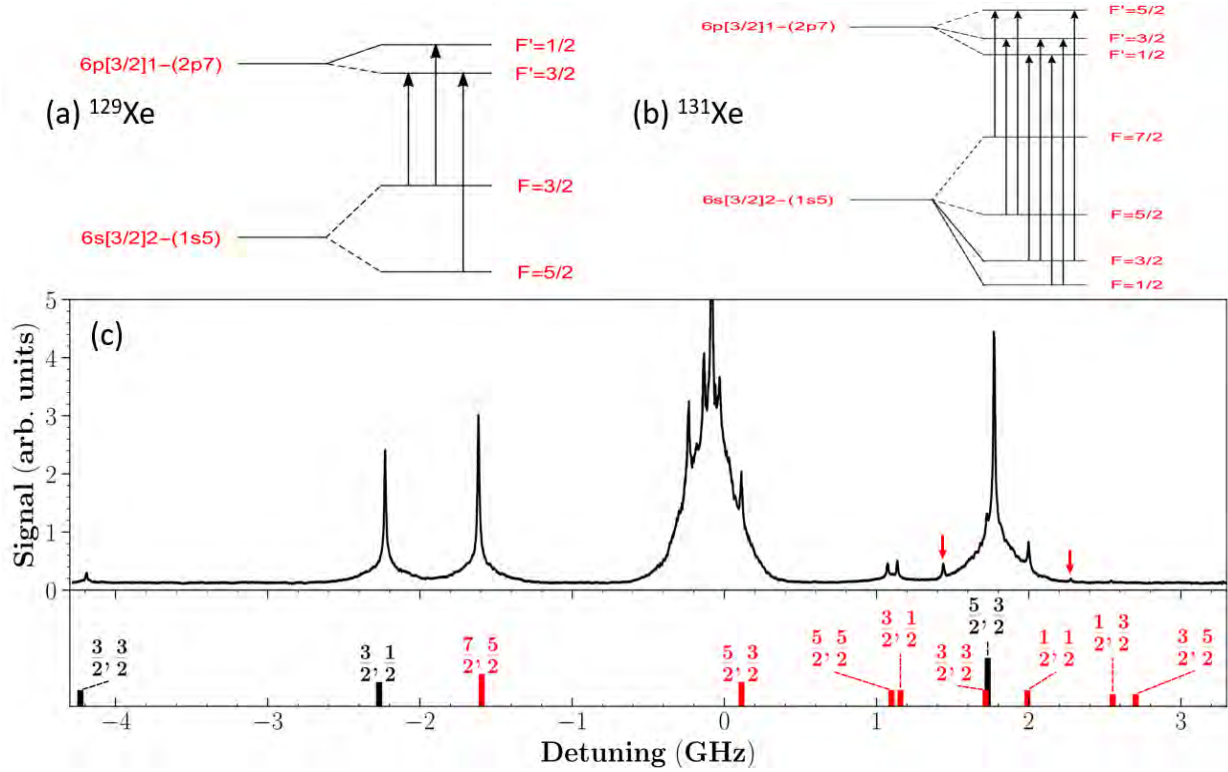 6p[3/2]1-(2p7)
F'=1/2
F'=3/2
(a) ¹²⁹Xe
F=3/2
6s[3/2]2-(1s5)
F=5/2
6p[3/2]1-(2p7)
F'=5/2
F'=3/2
F'=1/2
(b) ¹³¹Xe
F=7/2
6s[3/2]2-(1s5)
F=5/2
F=3/2
F=1/2
(c)
Signal (arb. units)
5
4
3
2
1
0
3/2, 3/2
3/2, 1/2
7/2, 5/2
5/2, 3/2
5/2, 5/2
3/2, 1/2
3/2, 3/2
5/2, 3/2
1/2, 1/2
1/2, 3/2
3/2, 5/2
−4 −3 −2 −1 0 1 2 3
Detuning (GHz)